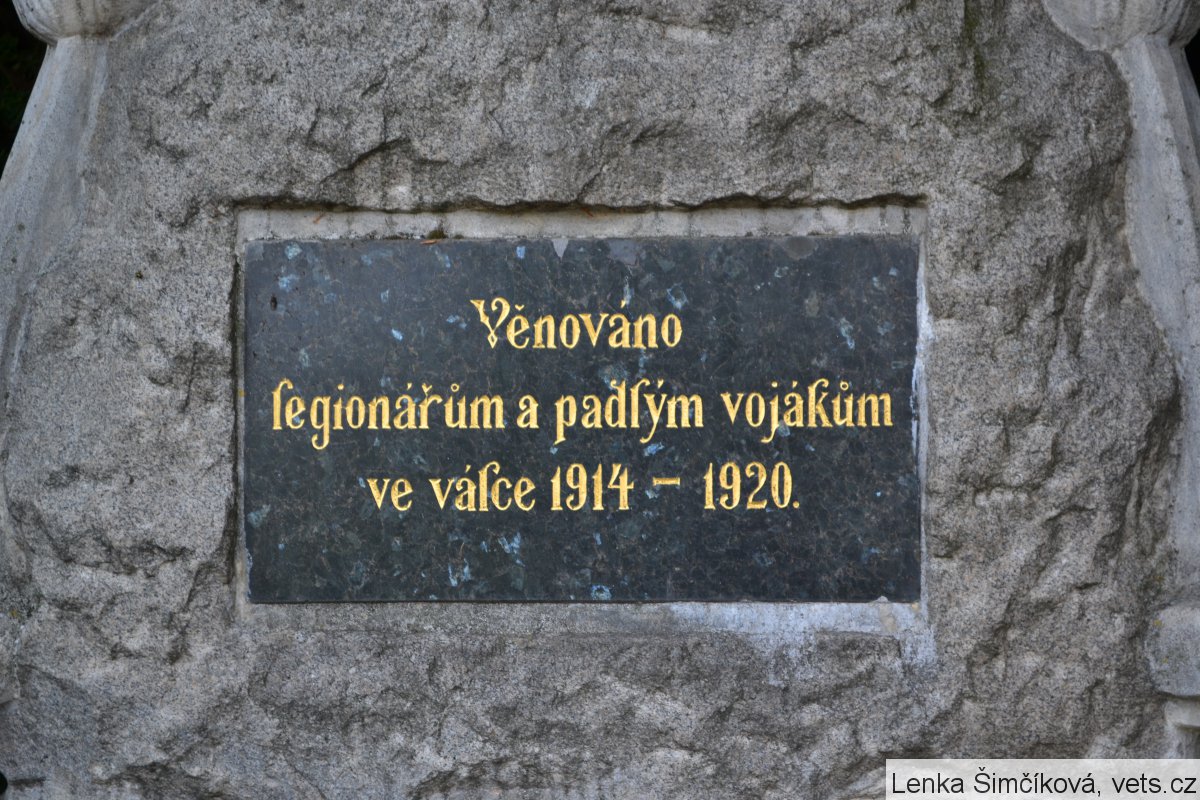 Věnováno
legionářům a padlým vojákům
ve válce 1914 – 1920.
Lenka Šimčíková, vets.cz